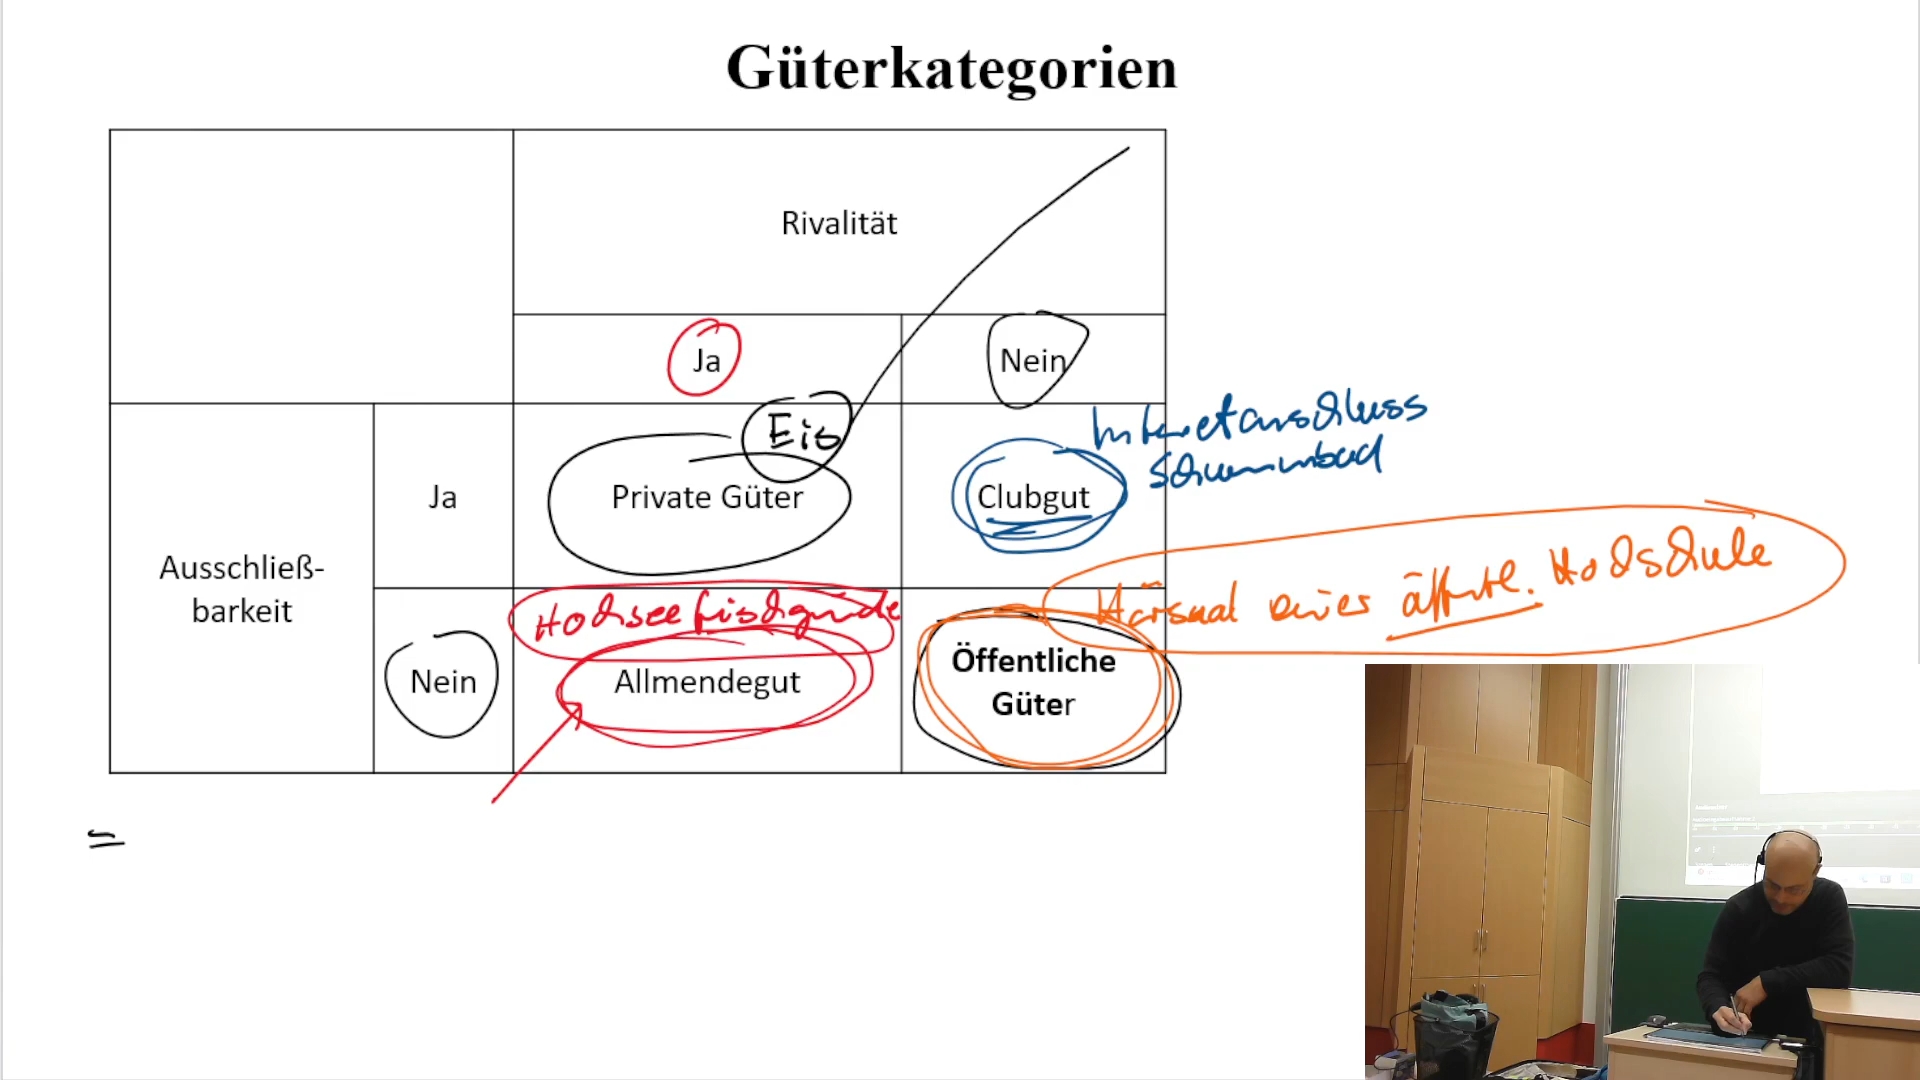 Güterkategorien
Rivalität
Ja
Nein
Eis
Internetanschluss
Schwimmbad
Ja
Private Güter
Clubgut
Ausschließ-
barkeit
Hörsaal einer öffentl. Hochschule
Hochseefischgründe
Nein
Allmendegut
Öffentliche
Güter
=